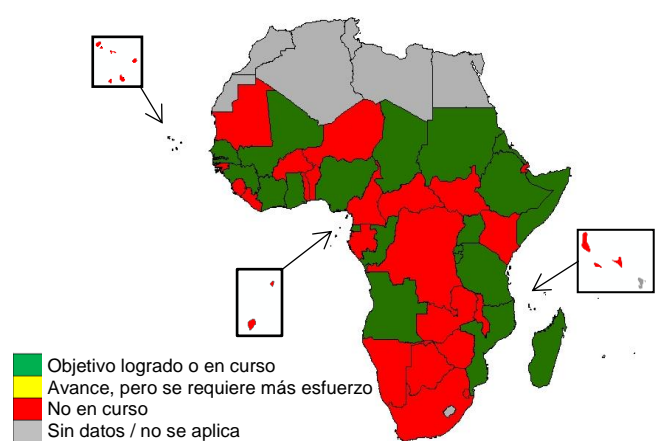 Objetivo logrado o en curso
Avance, pero se requiere más esfuerzo
No en curso
Sin datos / no se aplica